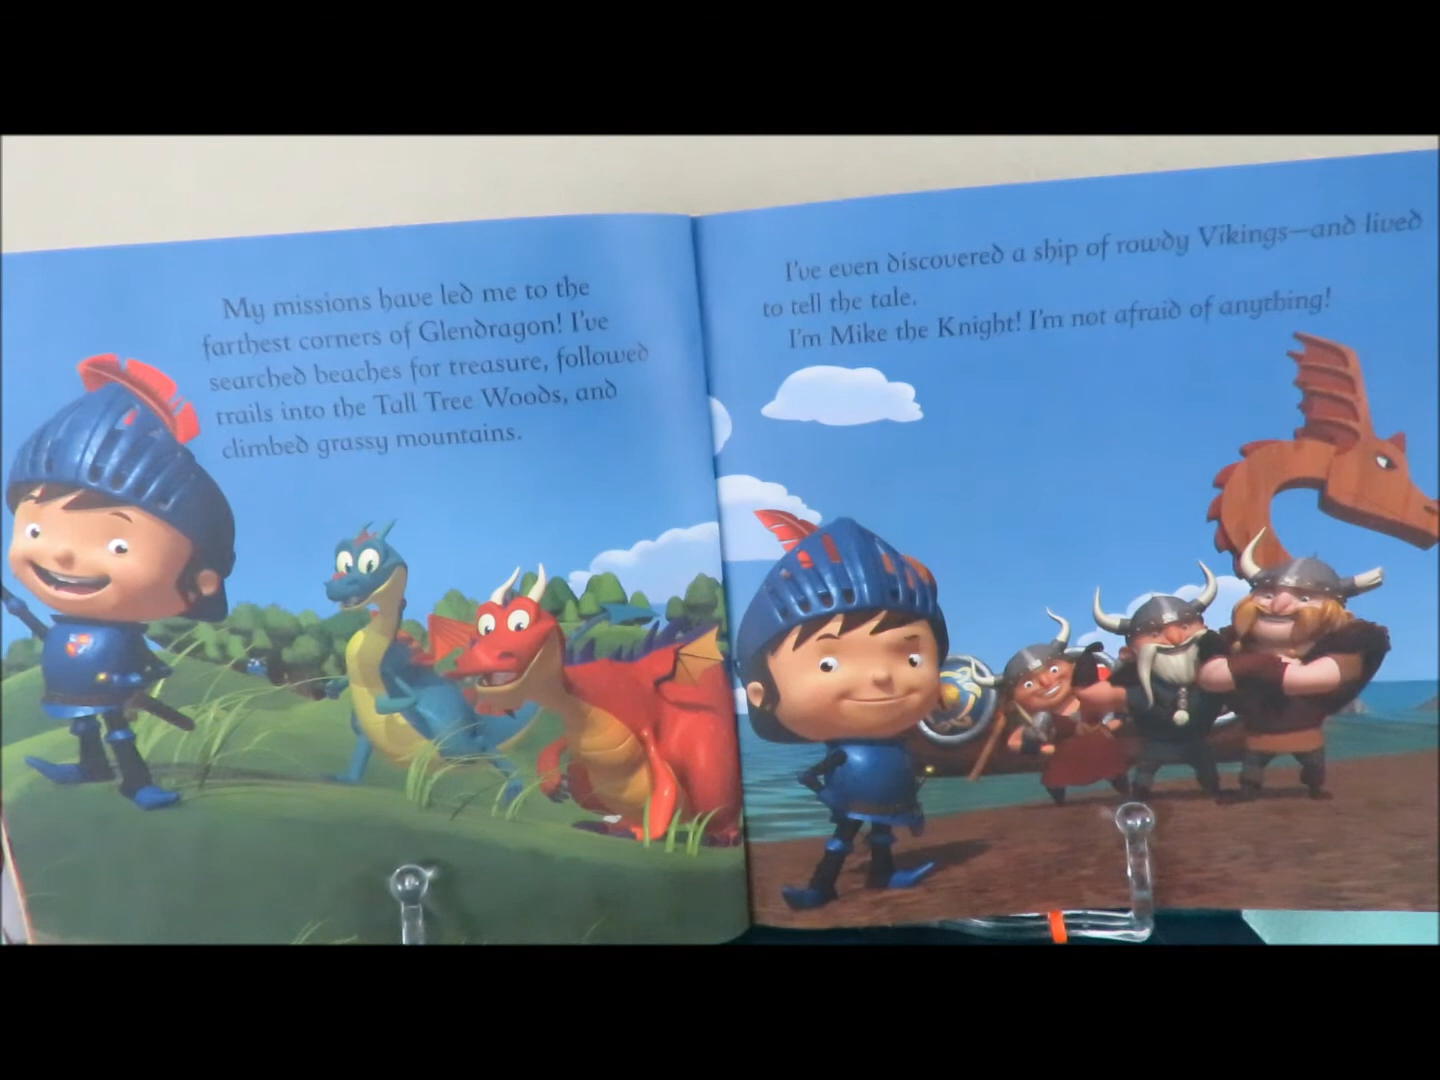 My missions have led me to the
farthest corners of Glendragon! I've
searched beaches for treasure, followed
trails into the Tall Tree Woods, and
climbed grassy mountains.
I've even discovered a ship of rowdy Vikings—and lived
to tell the tale.
I'm Mike the Knight! I'm not afraid of anything!